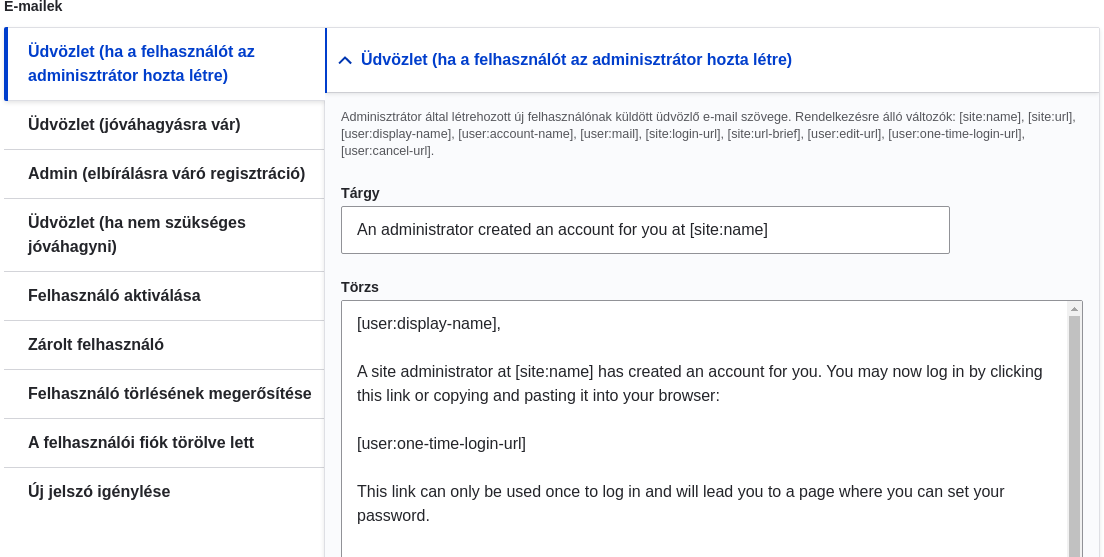 E-mailek
Üdvözlet (ha a felhasználót az
adminisztrátor hozta létre)
Üdvözlet (jóváhagyásra vár)
Admin (elbírálásra váró regisztráció)
Üdvözlet (ha nem szükséges
jóváhagyni)
Felhasználó aktiválása
Zárolt felhasználó
Felhasználó törlésének megerősítése
A felhasználói fiók törölve lett
Új jelszó igénylése
Üdvözlet (ha a felhasználót az adminisztrátor hozta létre)
Adminisztrátor által létrehozott új felhasználónak küldött üdvözlő e-mail szövege. Rendelkezésre álló változók: [site:name], [site:url],
[user:display-name], [user:account-name], [user:mail], [site:login-url], [site:url-brief], [user:edit-url], [user:one-time-login-url],
[user:cancel-url].
Tárgy
An administrator created an account for you at [site:name]
Törzs
[user:display-name],
A site administrator at [site:name] has created an account for you. You may now log in by clicking
this link or copying and pasting it into your browser:
[user:one-time-login-url]
This link can only be used once to log in and will lead you to a page where you can set your
password.